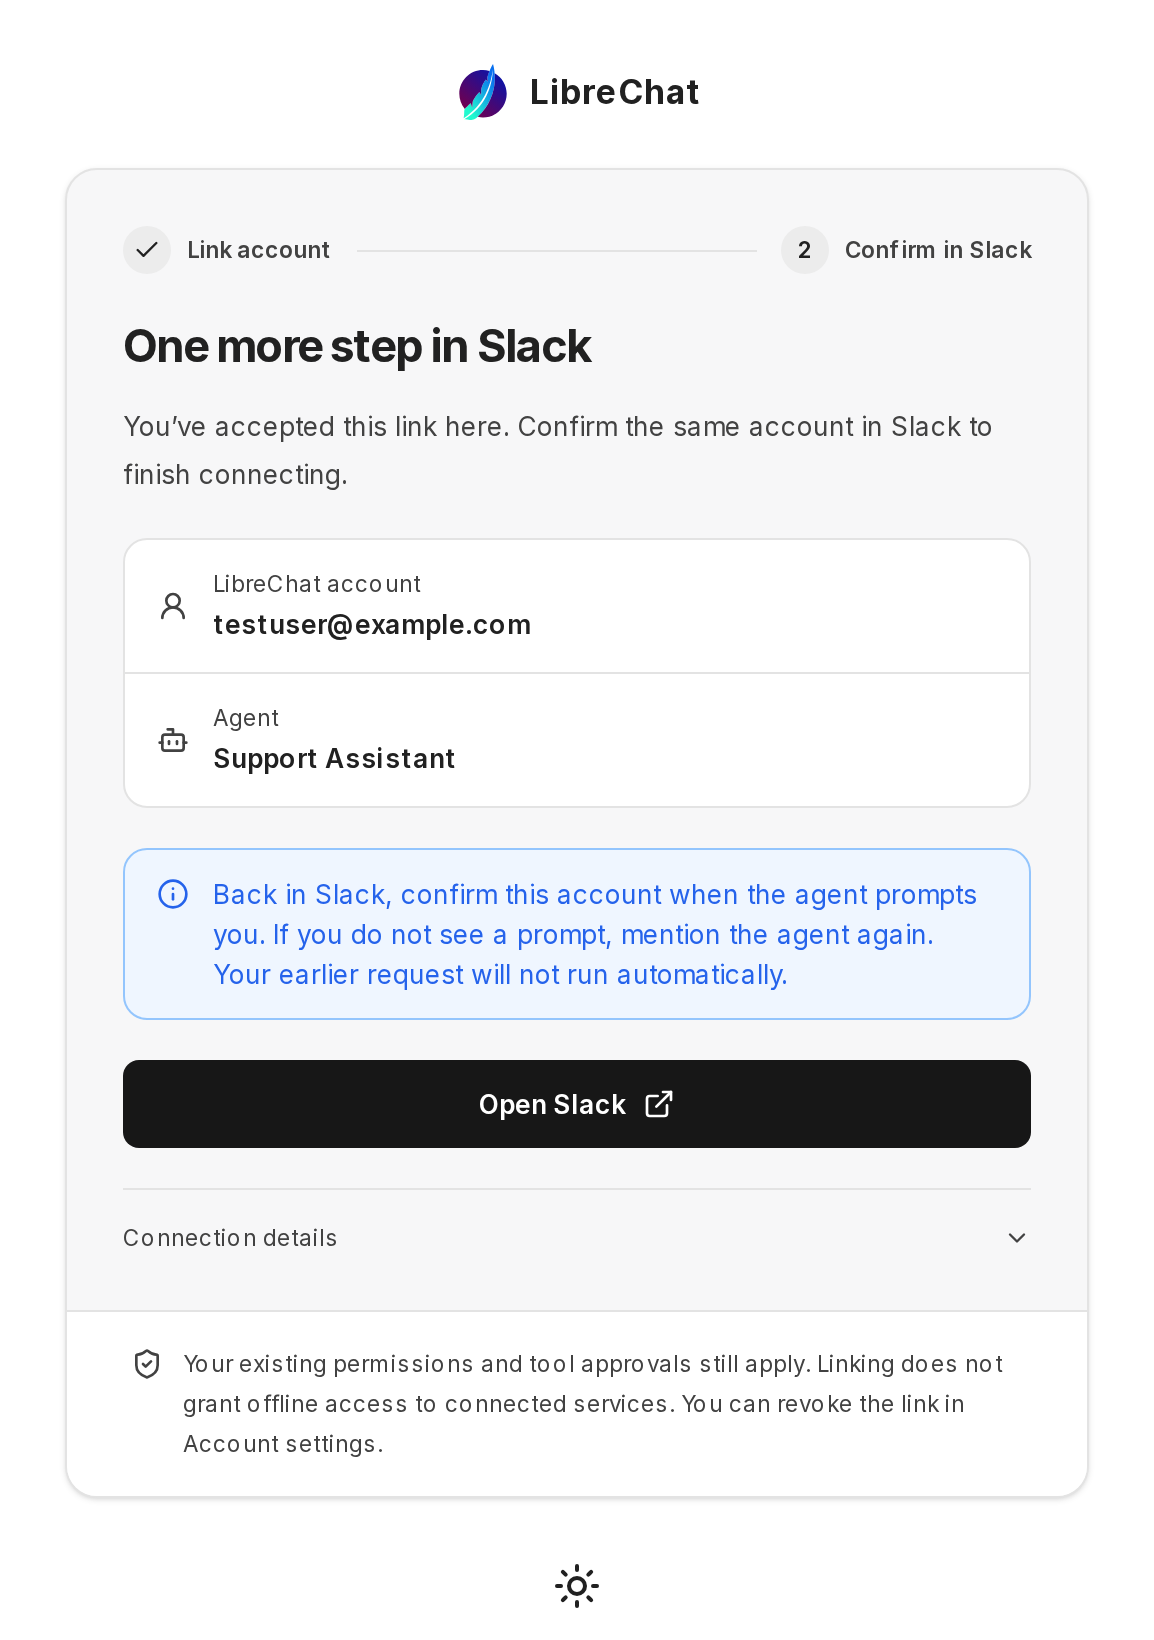 LibreChat
Link account
2 Confirm in Slack
One more step in Slack
You’ve accepted this link here. Confirm the same account in Slack to
finish connecting.
LibreChat account
testuser@example.com
Agent
Support Assistant
Back in Slack, confirm this account when the agent prompts
you. If you do not see a prompt, mention the agent again.
Your earlier request will not run automatically.
Open Slack
Connection details
Your existing permissions and tool approvals still apply. Linking does not
grant offline access to connected services. You can revoke the link in
Account settings.